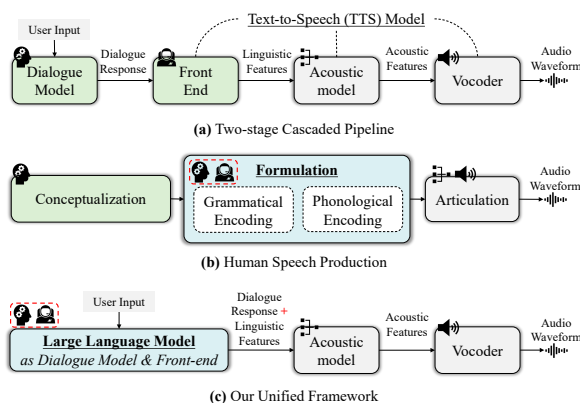 Text-to-Speech (TTS) Model
User Input
Dialogue
Model
Dialogue
Response
Front
End
Linguistic
Features
Acoustic
model
Acoustic
Features
Vocoder
Audio
Waveform
(a) Two-stage Cascaded Pipeline
Conceptualization
Formulation
Grammatical
Encoding
Phonological
Encoding
Articulation
Audio
Waveform
(b) Human Speech Production
User Input
Large Language Model
as Dialogue Model & Front-end
Dialogue
Response +
Linguistic
Features
Acoustic
model
Acoustic
Features
Vocoder
Audio
Waveform
(c) Our Unified Framework